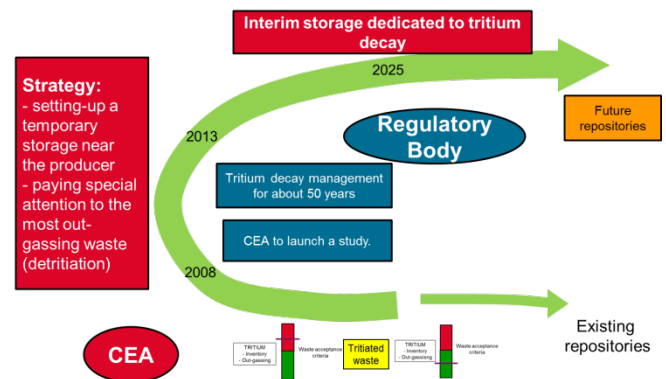 Interim storage dedicated to tritium
decay
2025
Strategy:
- setting-up a
temporary
storage near
the producer
- paying special
attention to the
most out-
gassing waste
(detritiation)
Future
repositories
Regulatory
Body
2013
Tritium decay management
for about 50 years
CEA to launch a study.
2008
Existing
repositories
CEA
TRITIUM
- Inventory
- Out-gassing
Waste acceptance
criteria
Tritiated
waste
TRITIUM
- Inventory
- Out-gassing
Waste acceptance
criteria